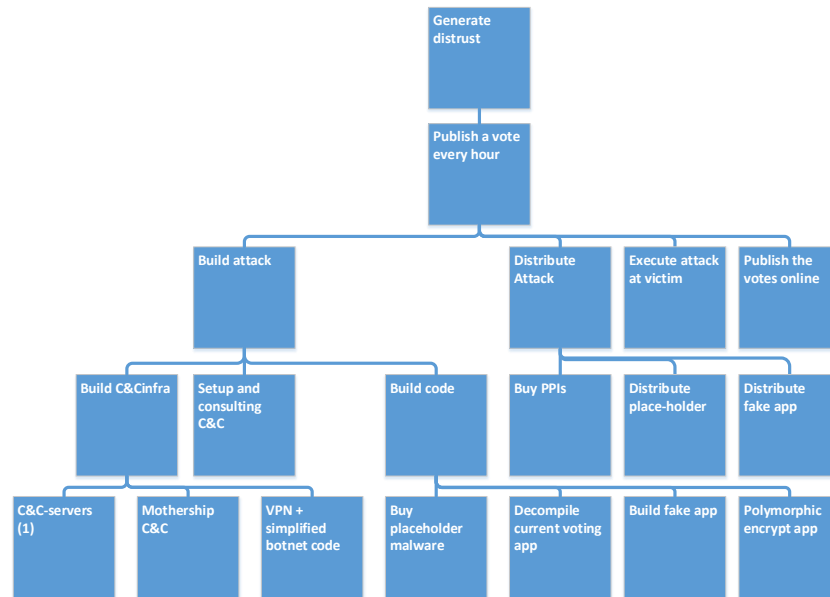 Generate
distrust
Publish a vote
every hour
Build attack
Distribute
Attack
Execute attack
at victim
Publish the
votes online
Build C&Cinfra
Setup and
consulting
C&C
Build code
Buy PPIs
Distribute
place-holder
Distribute
fake app
C&C-servers
(1)
Mothership
C&C
VPN +
simplified
botnet code
Buy
placeholder
malware
Decompile
current voting
app
Build fake app
Polymorphic
encrypt app